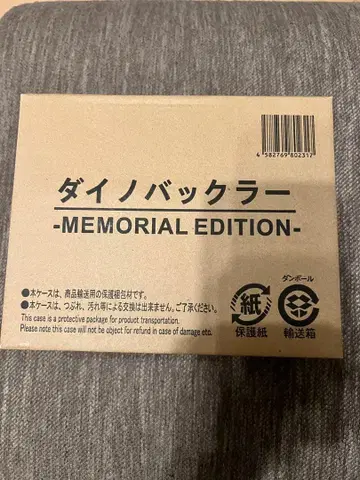 4582769802317
ダイノバックラー
-MEMORIAL EDITION-
●本ケースは、商品輸送用の保護梱包材です。
●本ケースは、つぶれ、汚れ等による交換は出来ません。ご了承ください。
This case is a protective package for product transportation.
Please note this case will not be object for refund in case of damage etc.
紙
保護紙
ダンボール
輸送箱